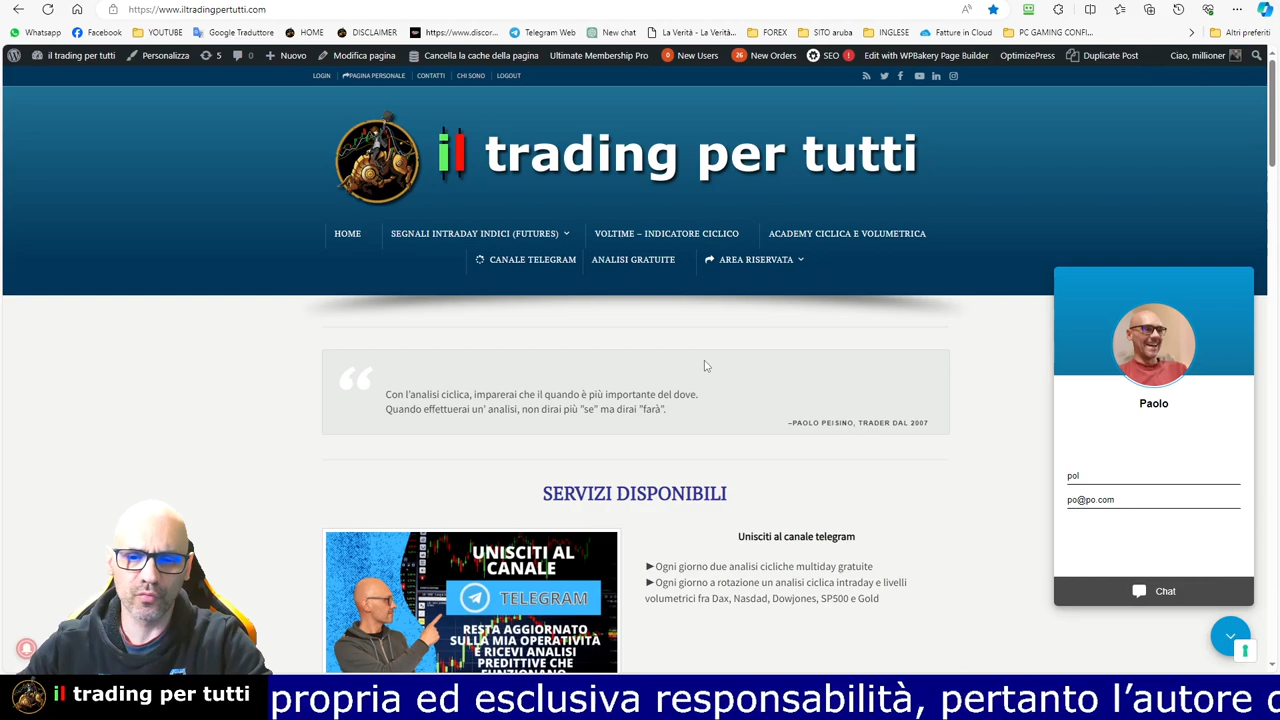 https://www.iltradingpertutti.com
Whatsapp Facebook YOUTUBE Google Traduttore HOME DISCLAIMER https://www.discor... Telegram Web New chat La Verità - La Verità... FOREX SITO aruba Fatture in Cloud INGLESE PC GAMING CONFI... Altri preferiti
il trading per tutti Personalizza 5 0 Nuovo Modifica pagina Cancella la cache della pagina Ultimate Membership Pro 0 New Users 26 New Orders SEO ! Edit with WPBakery Page Builder OptimizePress Duplicate Post Ciao, millioner
LOGIN PAGINA PERSONALE CONTATTI CHI SONO LOGOUT
il trading per tutti
HOME SEGNALI INTRADAY INDICI (FUTURES) VOLTIME – INDICATORE CICLICO ACADEMY CICLICA E VOLUMETRICA
CANALE TELEGRAM ANALISI GRATUITE AREA RISERVATA
Con l'analisi ciclica, imparerai che il quando è più importante del dove.
Quando effettuerai un' analisi, non dirai più "se" ma dirai "farà".
–PAOLO PEISINO, TRADER DAL 2007
SERVIZI DISPONIBILI
UNISCITI AL
CANALE
TELEGRAM
RESTA AGGIORNATO
SULLA MIA OPERATIVITÀ
E RICEVI ANALISI
PREDITTIVE CHE
FUNZIONANO
Unisciti al canale telegram
►Ogni giorno due analisi cicliche multiday gratuite
►Ogni giorno a rotazione un analisi ciclica intraday e livelli
volumetrici fra Dax, Nasdad, Dowjones, SP500 e Gold
Paolo
pol
po@po.com
Chat
il trading per tutti
propria ed esclusiva responsabilità, pertanto l'autore d